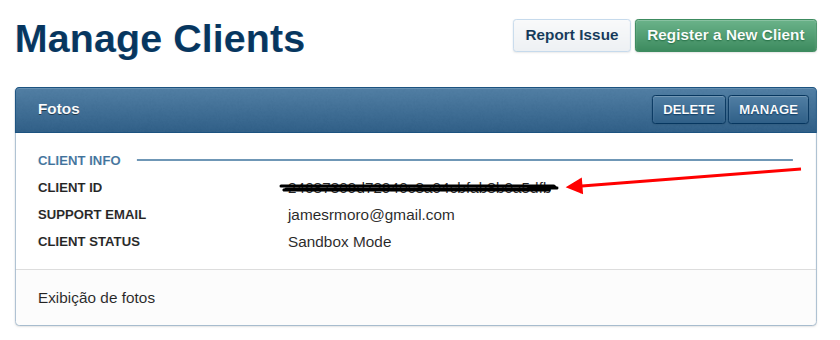 Manage Clients
Report Issue
Register a New Client
Fotos
DELETE
MANAGE
CLIENT INFO
CLIENT ID
SUPPORT EMAIL jamesrmoro@gmail.com
CLIENT STATUS Sandbox Mode
Exibição de fotos